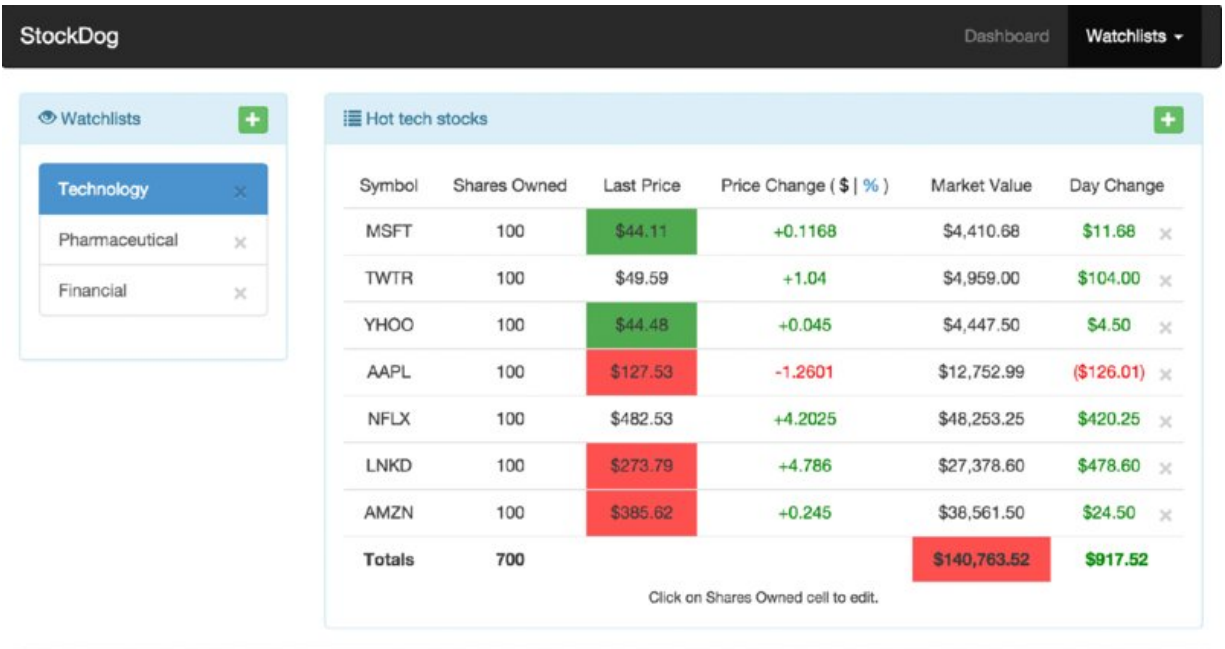 StockDog Dashboard Watchlists
Watchlists
Technology ×
Pharmaceutical ×
Financial ×
Hot tech stocks
Symbol Shares Owned Last Price Price Change ( $ | % ) Market Value Day Change
MSFT 100 $44.11 +0.1168 $4,410.68 $11.68 ×
TWTR 100 $49.59 +1.04 $4,959.00 $104.00 ×
YHOO 100 $44.48 +0.045 $4,447.50 $4.50 ×
AAPL 100 $127.53 -1.2601 $12,752.99 ($126.01) ×
NFLX 100 $482.53 +4.2025 $48,253.25 $420.25 ×
LNKD 100 $273.79 +4.786 $27,378.60 $478.60 ×
AMZN 100 $385.62 +0.245 $38,561.50 $24.50 ×
Totals 700 $140,763.52 $917.52
Click on Shares Owned cell to edit.